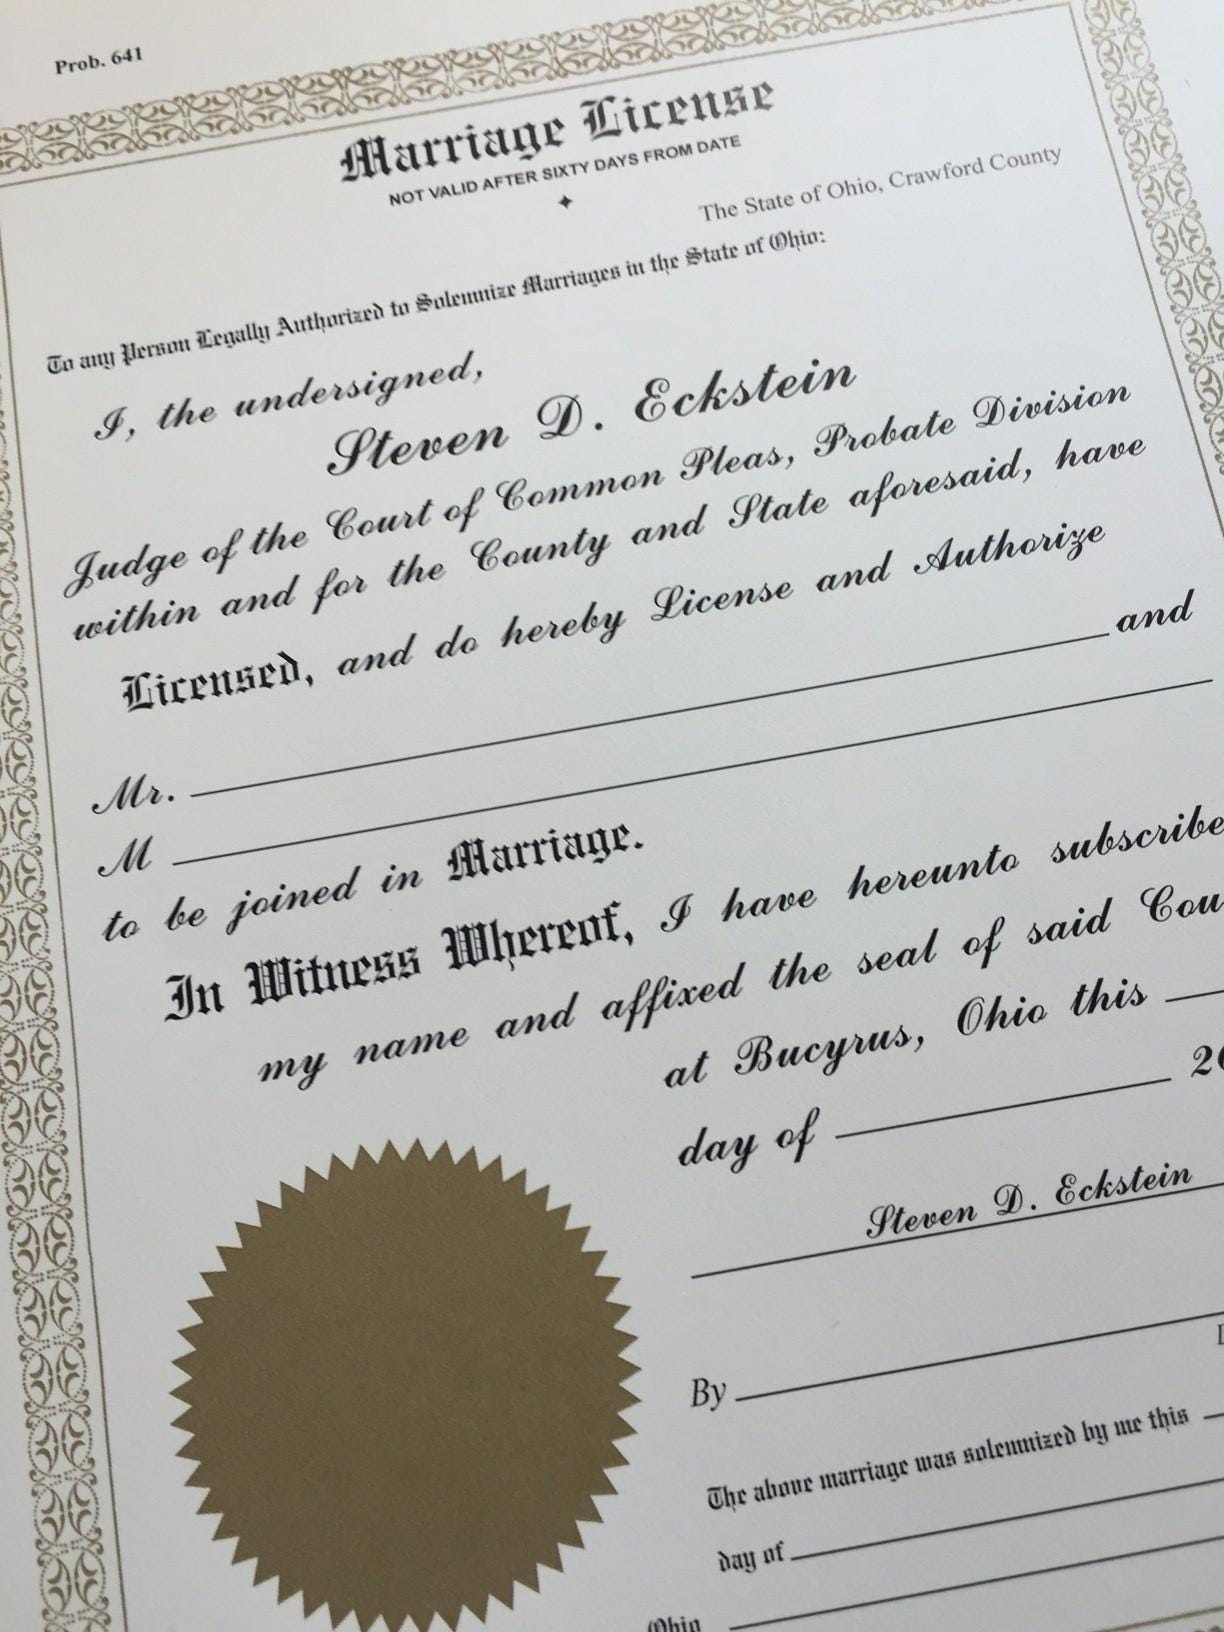 Prob. 641
Marriage License
NOT VALID AFTER SIXTY DAYS FROM DATE
The State of Ohio, Crawford County
To any Person Legally Authorized to Solemnize Marriages in the State of Ohio:
I, the undersigned,
Steven D. Eckstein
Judge of the Court of Common Pleas, Probate Division
within and for the County and State aforesaid, have
Licensed, and do hereby License and Authorize
Mr. and
M
to be joined in Marriage.
In Witness Whereof, I have hereunto subscribe
my name and affixed the seal of said Cou
at Bucyrus, Ohio this
day of 20
Steven D. Eckstein
By
The above marriage was solemnized by me this
day of
Ohio